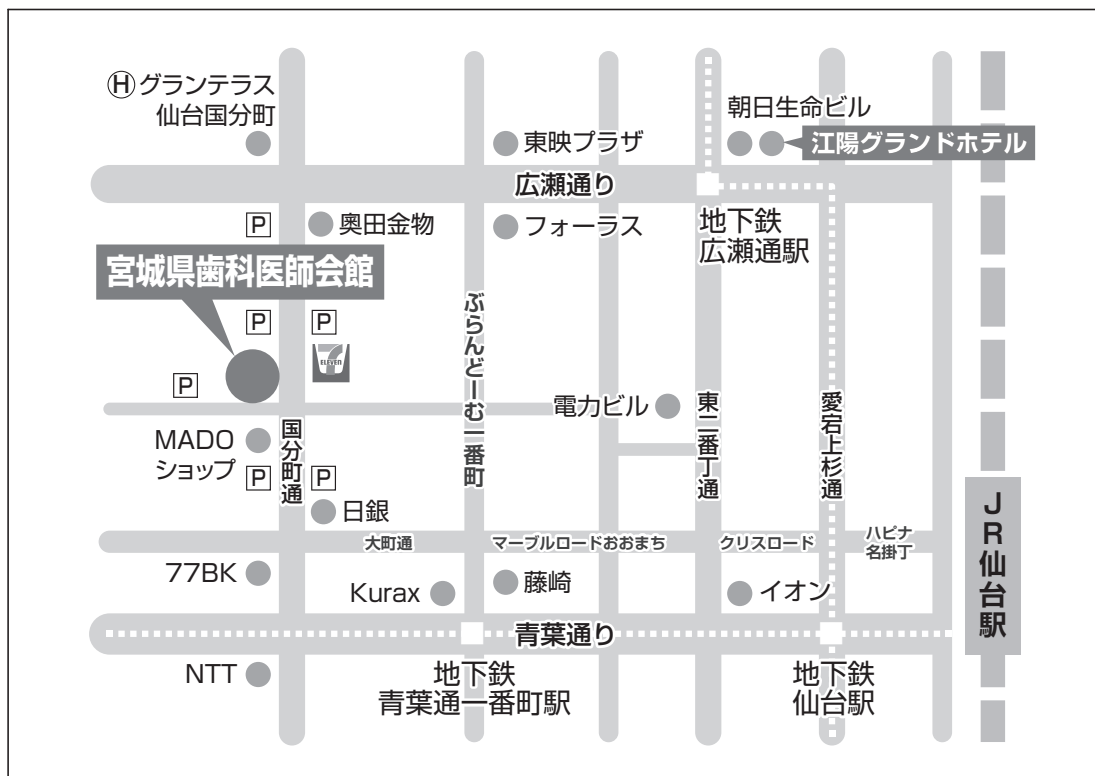 Ⓗグランテラス
仙台国分町
朝日生命ビル
東映プラザ
江陽グランドホテル
広瀬通り
P
奥田金物
フォーラス
地下鉄
広瀬通駅
宮城県歯科医師会館
P
P
7
ELEVEN
ぶらんどーむ一番町
P
電力ビル
東二番丁通
愛宕上杉通
MADO
ショップ
国分町通
P
P
日銀
JR仙台駅
大町通
マーブルロードおおまち
クリスロード
ハピナ
名掛丁
77BK
Kurax
藤崎
イオン
青葉通り
NTT
地下鉄
青葉通一番町駅
地下鉄
仙台駅